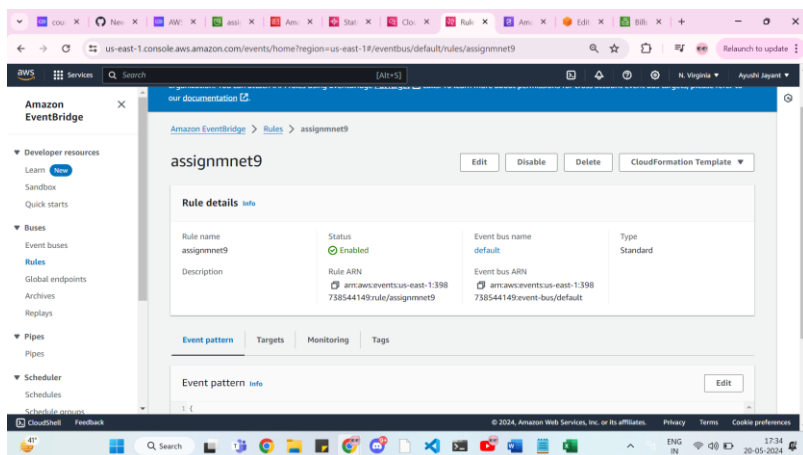 cou
Nev
AW:
assi
Ama
Stat
Clo
Rule
Am
Edit
Billi
us-east-1.console.aws.amazon.com/events/home?region=us-east-1#/eventbus/default/rules/assignmnet9
Relaunch to update
aws
Services
Search
[Alt+S]
N. Virginia
Ayushi Jayant
Amazon
EventBridge
Developer resources
Learn New
Sandbox
Quick starts
Buses
Event buses
Rules
Global endpoints
Archives
Replays
Pipes
Pipes
Scheduler
Schedules
Schedule groups
our documentation
Amazon EventBridge > Rules > assignmnet9
assignmnet9
Edit
Disable
Delete
CloudFormation Template
Rule details Info
Rule name
assignmnet9
Status
Enabled
Event bus name
default
Type
Standard
Description
Rule ARN
arn:aws:events:us-east-1:398
738544149:rule/assignmnet9
Event bus ARN
arn:aws:events:us-east-1:398
738544149:event-bus/default
Event pattern
Targets
Monitoring
Tags
Event pattern Info
Edit
1 {
CloudShell
Feedback
© 2024, Amazon Web Services, Inc. or its affiliates.
Privacy
Terms
Cookie preferences
41°
Search
ENG
IN
17:34
20-05-2024